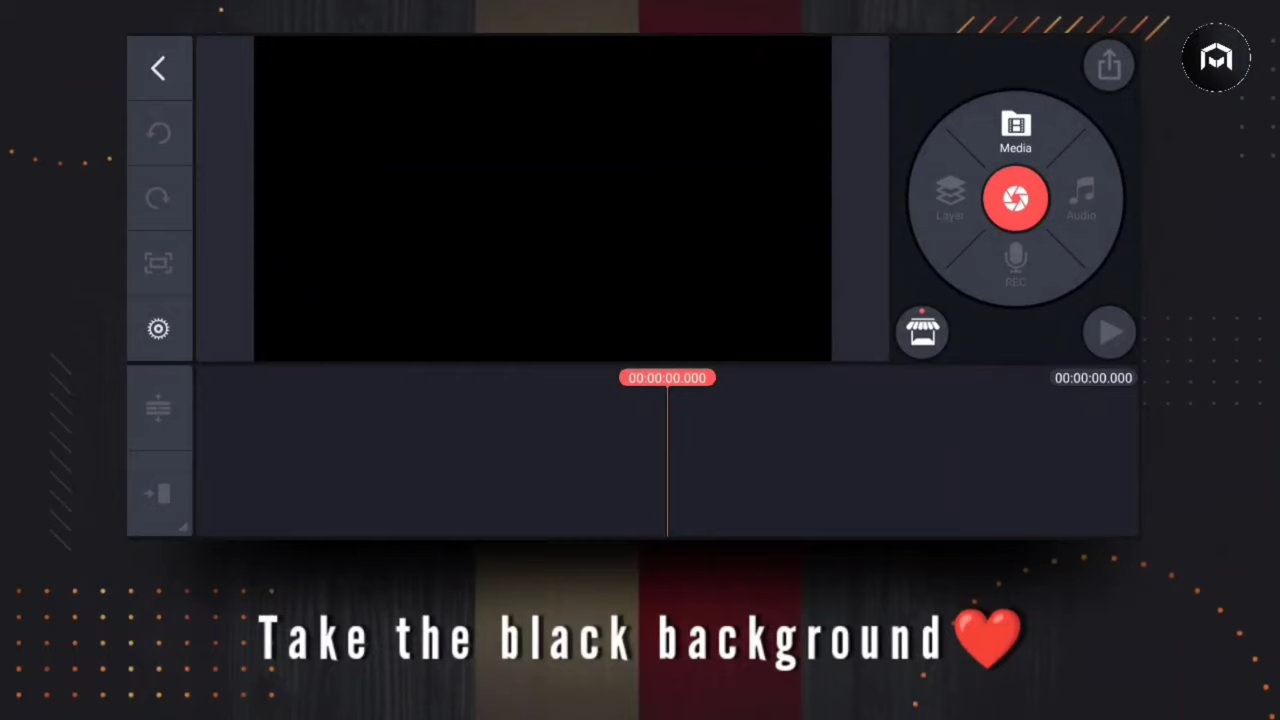 Media
Layer
Audio
REC
00:00:00.000
00:00:00.000
Take the black background❤️